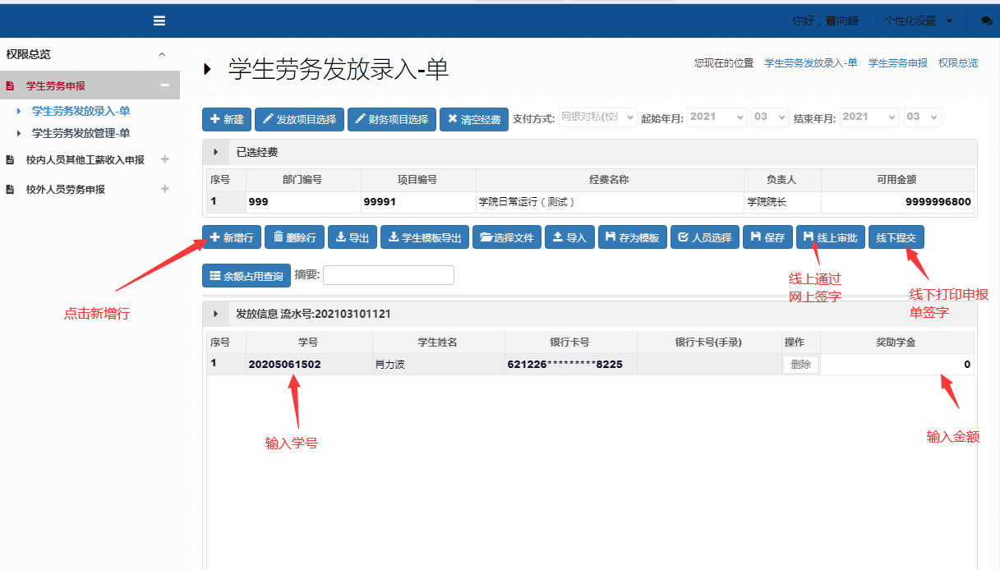 你好，曹向峰 个性化设置
权限总览
学生劳务申报
学生劳务发放录入-单
学生劳务发放管理-单
校内人员其他工薪收入申报
校外人员劳务申报
学生劳务发放录入-单
您现在的位置 学生劳务发放录入-单 学生劳务申报 权限总览
新建 发放项目选择 财务项目选择 清空经费 支付方式: 网银对私(校 起始年月: 2021 03 结束年月: 2021 03
已选经费
序号 部门编号 项目编号 经费名称 负责人 可用金额
1 999 99991 学院日常运行（测试） 学院院长 9999996800
新增行 删除行 导出 学生模板导出 选择文件 导入 存为模板 人员选择 保存 线上审批 线下提交
余额占用查询 摘要:
点击新增行
线上通过
网上签字
线下打印申报
单签字
发放信息 流水号:202103101121
序号 学号 学生姓名 银行卡号 银行卡号(手录) 操作 奖助学金
1 20205061502 肖力波 621226*********8225 删除 0
输入学号
输入金额